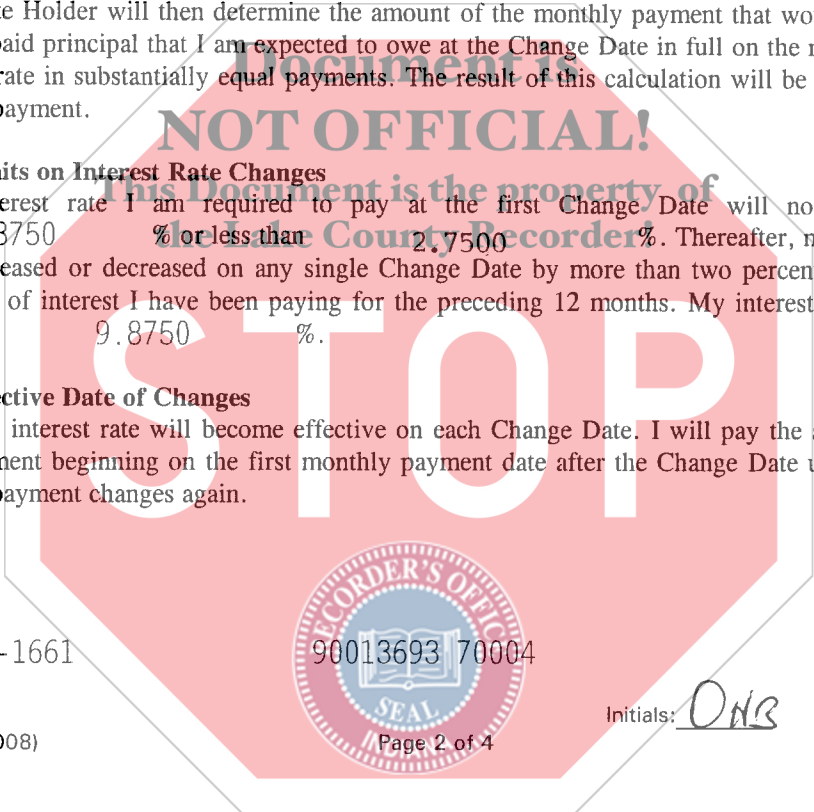 te Holder will then determine the amount of the monthly payment that wo
paid principal that I am expected to owe at the Change Date in full on the
rate in substantially equal payments. The result of this calculation will be
payment.
Document is
NOT OFFICIAL!
This Document is the property of
the Lake County Recorder!
its on Interest Rate Changes
erest rate I am required to pay at the first Change Date will no
8750 % or less than 2.7500 %. Thereafter,
eased or decreased on any single Change Date by more than two percen
of interest I have been paying for the preceding 12 months. My interest
9.8750 %.
STOP
ective Date of Changes
interest rate will become effective on each Change Date. I will pay the
ment beginning on the first monthly payment date after the Change Date
payment changes again.
RECORDER'S OFFICE
-1661 90013693 70004
SEAL
INDIANA
Initials: ONB
008) Page 2 of 4